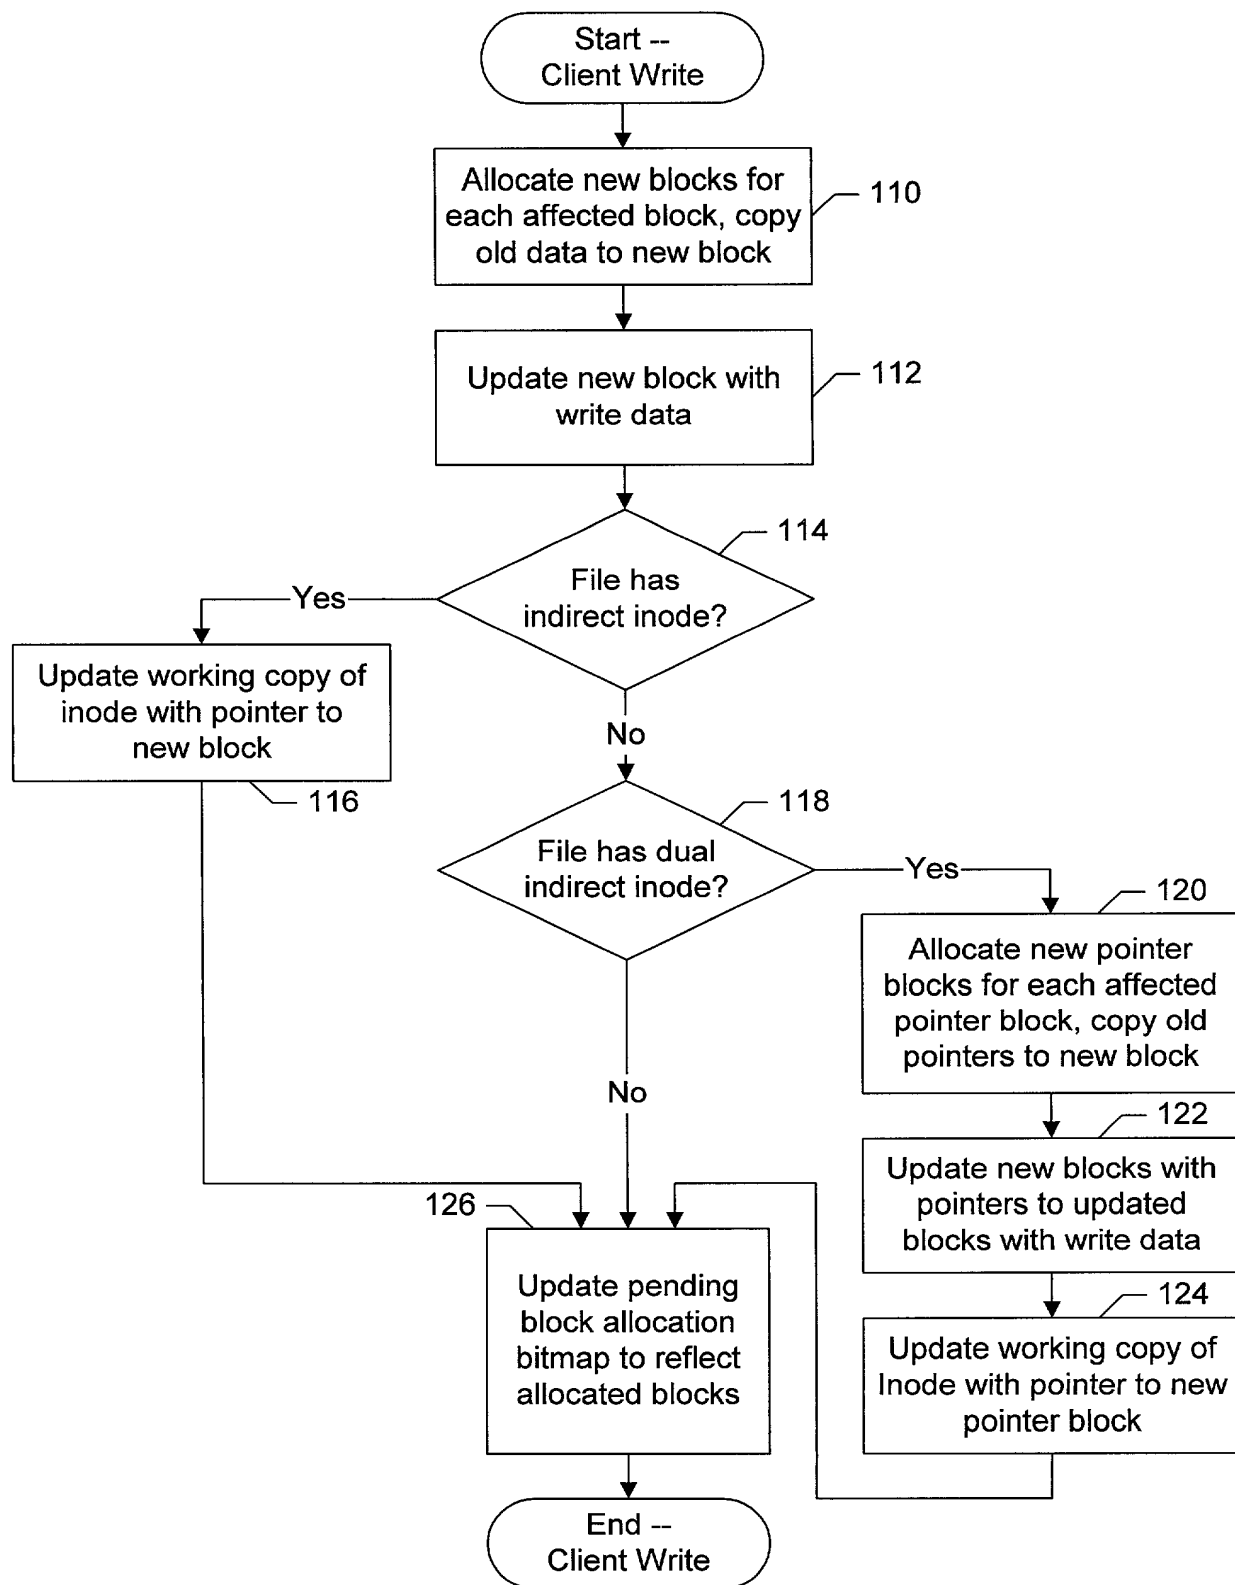 Start --
Client Write
Allocate new blocks for
each affected block, copy
old data to new block
110
Update new block with
write data
112
114
File has
indirect inode?
Yes
Update working copy of
inode with pointer to
new block
116
No
118
File has dual
indirect inode?
Yes
120
Allocate new pointer
blocks for each affected
pointer block, copy old
pointers to new block
No
122
Update new blocks with
pointers to updated
blocks with write data
126
Update pending
block allocation
bitmap to reflect
allocated blocks
124
Update working copy of
Inode with pointer to new
pointer block
End --
Client Write